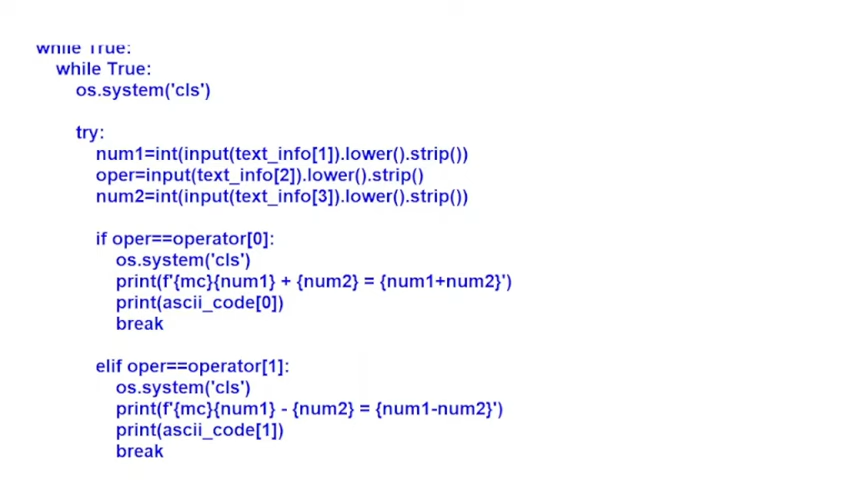 while True:
    while True:
        os.system('cls')

        try:
            num1=int(input(text_info[1]).lower().strip())
            oper=input(text_info[2]).lower().strip()
            num2=int(input(text_info[3]).lower().strip())

            if oper==operator[0]:
                os.system('cls')
                print(f'{mc}{num1} + {num2} = {num1+num2}')
                print(ascii_code[0])
                break

            elif oper==operator[1]:
                os.system('cls')
                print(f'{mc}{num1} - {num2} = {num1-num2}')
                print(ascii_code[1])
                break